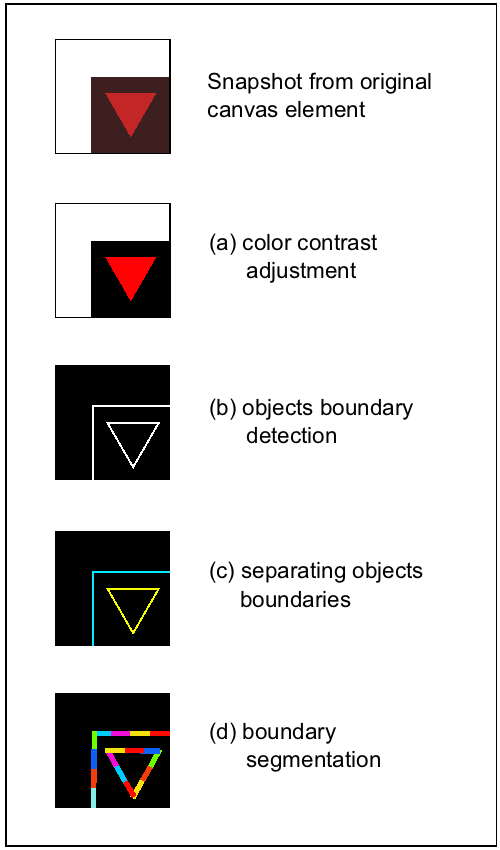 Snapshot from original
canvas element
(a) color contrast
adjustment
(b) objects boundary
detection
(c) separating objects
boundaries
(d) boundary
segmentation